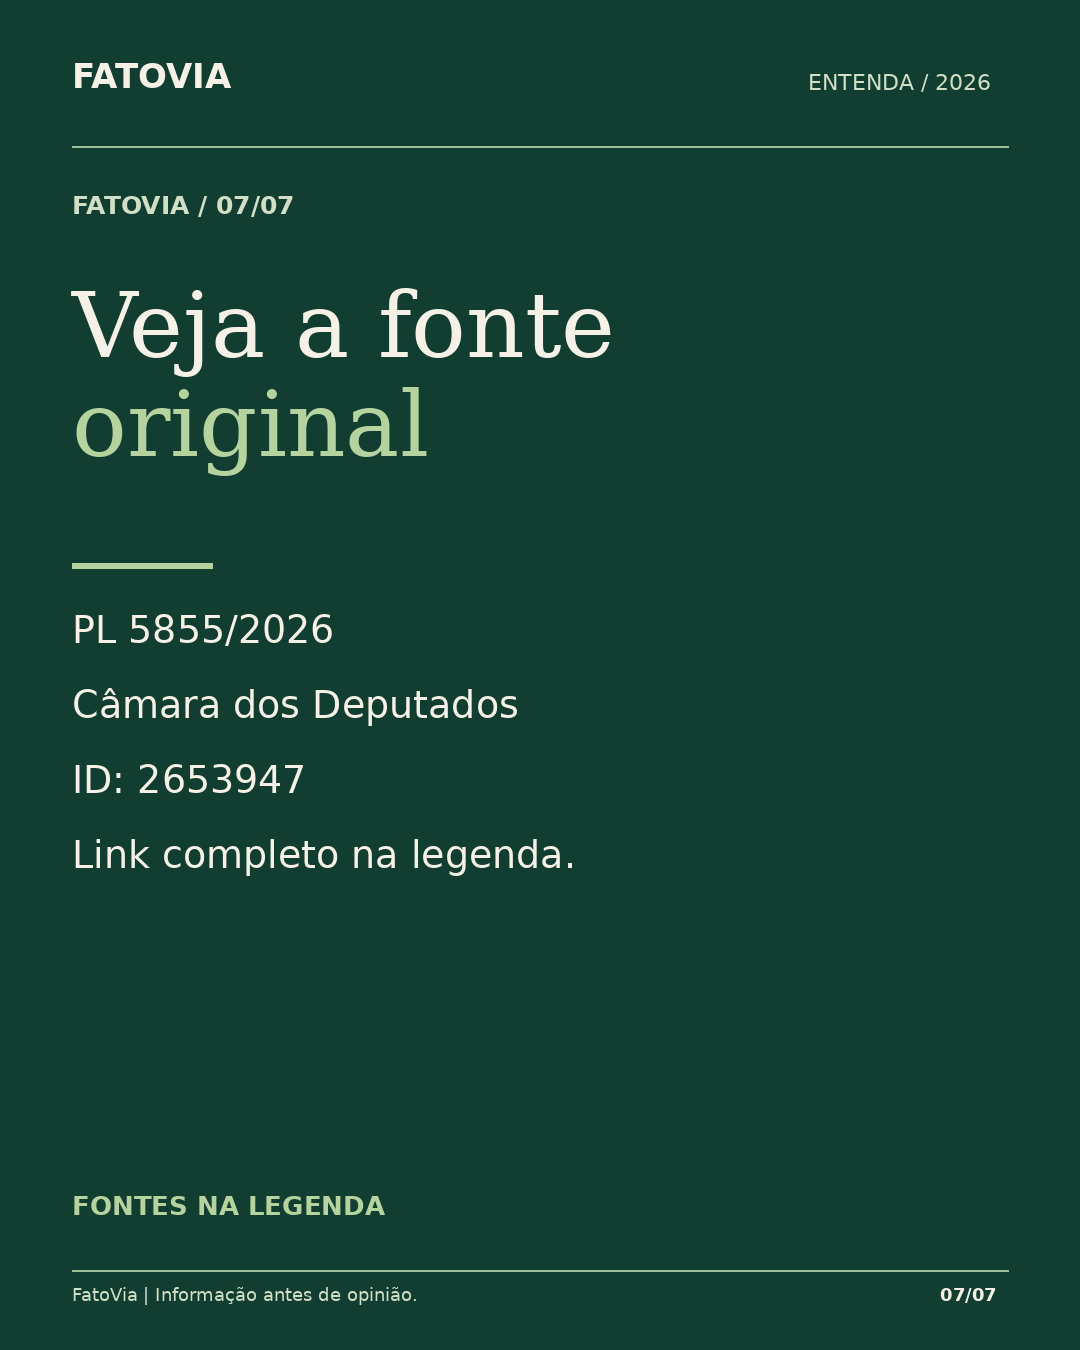 FATOVIA
ENTENDA / 2026
FATOVIA / 07/07
Veja a fonte
original
PL 5855/2026
Câmara dos Deputados
ID: 2653947
Link completo na legenda.
FONTES NA LEGENDA
FatoVia | Informação antes de opinião.
07/07